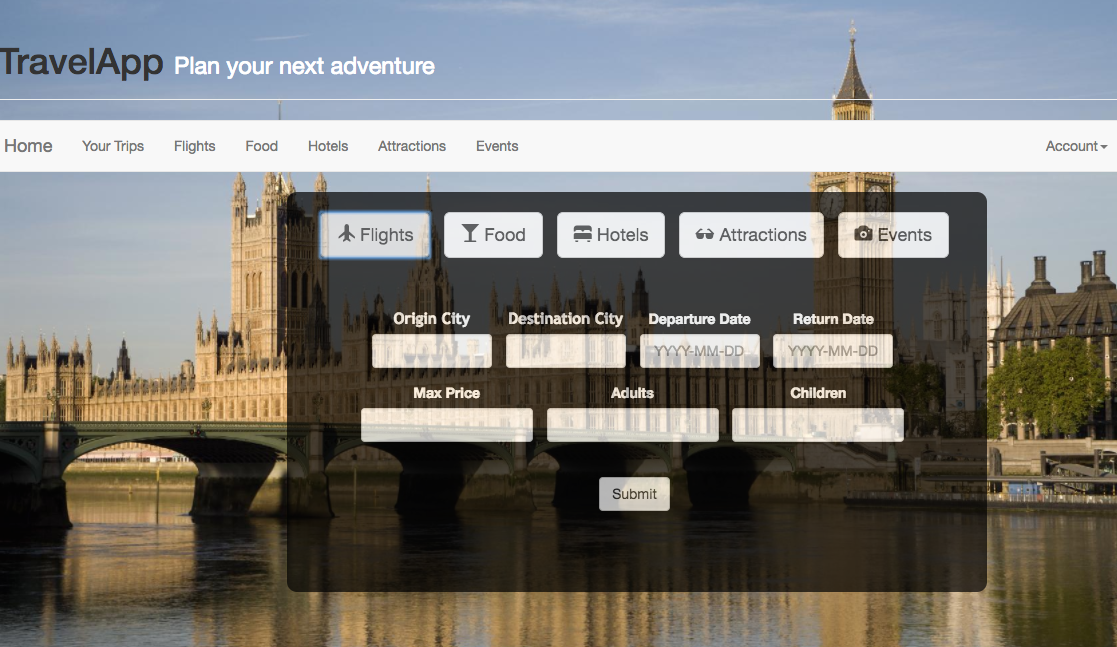 TravelApp Plan your next adventure
Home Your Trips Flights Food Hotels Attractions Events Account
Flights Food Hotels Attractions Events
Origin City Destination City Departure Date Return Date
YYYY-MM-DD YYYY-MM-DD
Max Price Adults Children
Submit